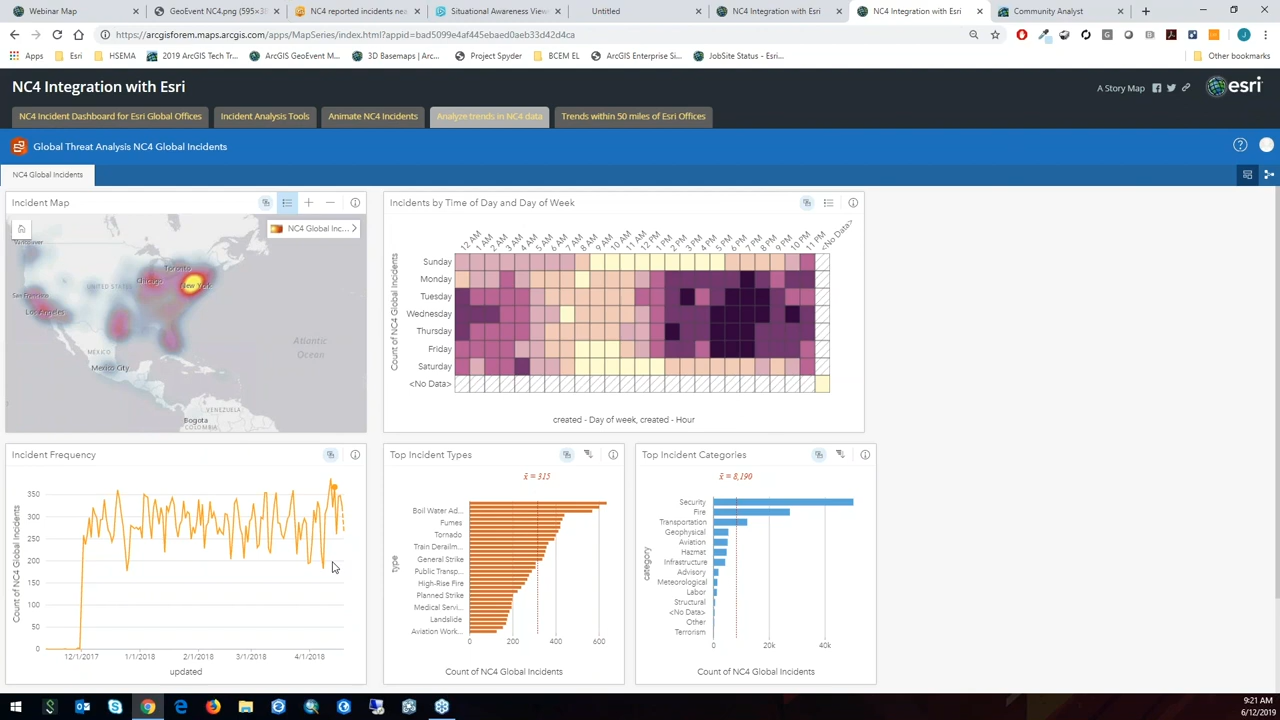 Webinar Map
GeoEvent NC4.png (595×
NC4 reported incidents nea
Situational Awareness View
Untitled
NC4 Integration with Esri
NC4 Integration with Esri
Community Analyst
https://arcgisforem.maps.arcgis.com/apps/MapSeries/index.html?appid=bad5099e4af445ebaed0aeb33d42d4ca
Apps
Esri
HSEMA
2019 ArcGIS Tech Tr...
ArcGIS GeoEvent M...
3D Basemaps | Arc...
Project Spyder
BCEM EL
ArcGIS Enterprise Si...
JobSite Status - Esri...
Other bookmarks
NC4 Integration with Esri
A Story Map
esri
NC4 Incident Dashboard for Esri Global Offices
Incident Analysis Tools
Animate NC4 Incidents
Analyze trends in NC4 data
Trends within 50 miles of Esri Offices
Global Threat Analysis NC4 Global Incidents
NC4 Global Incidents
Incident Map
NC4 Global Inc...
Vancouver
Toronto
Chicago
New York
UNITED STATES
San Francisco
Los Angeles
Atlantic
Ocean
MEXICO
Mexico City
VENEZUELA
Bogota
COLOMBIA
Incidents by Time of Day and Day of Week
12 AM
1 AM
2 AM
3 AM
4 AM
5 AM
6 AM
7 AM
8 AM
9 AM
10 AM
11 AM
12 PM
1 PM
2 PM
3 PM
4 PM
5 PM
6 PM
7 PM
8 PM
9 PM
10 PM
11 PM
<No Data>
Count of NC4 Global Incidents
Sunday
Monday
Tuesday
Wednesday
Thursday
Friday
Saturday
<No Data>
created - Day of week, created - Hour
Incident Frequency
Count of NC4 Global Incidents
350
300
250
200
150
100
50
0
12/1/2017
1/1/2018
2/1/2018
3/1/2018
4/1/2018
updated
Top Incident Types
x̄ = 315
type
Boil Water Ad...
Fumes
Tornado
Train Derailm...
General Strike
Public Transp...
High-Rise Fire
Planned Strike
Medical Servi...
Landslide
Aviation Work...
0
200
400
600
Count of NC4 Global Incidents
Top Incident Categories
x̄ = 8,190
category
Security
Fire
Transportation
Geophysical
Aviation
Hazmat
Infrastructure
Advisory
Meteorological
Labor
Structural
<No Data>
Other
Terrorism
0
20k
40k
Count of NC4 Global Incidents
9:21 AM
6/12/2019